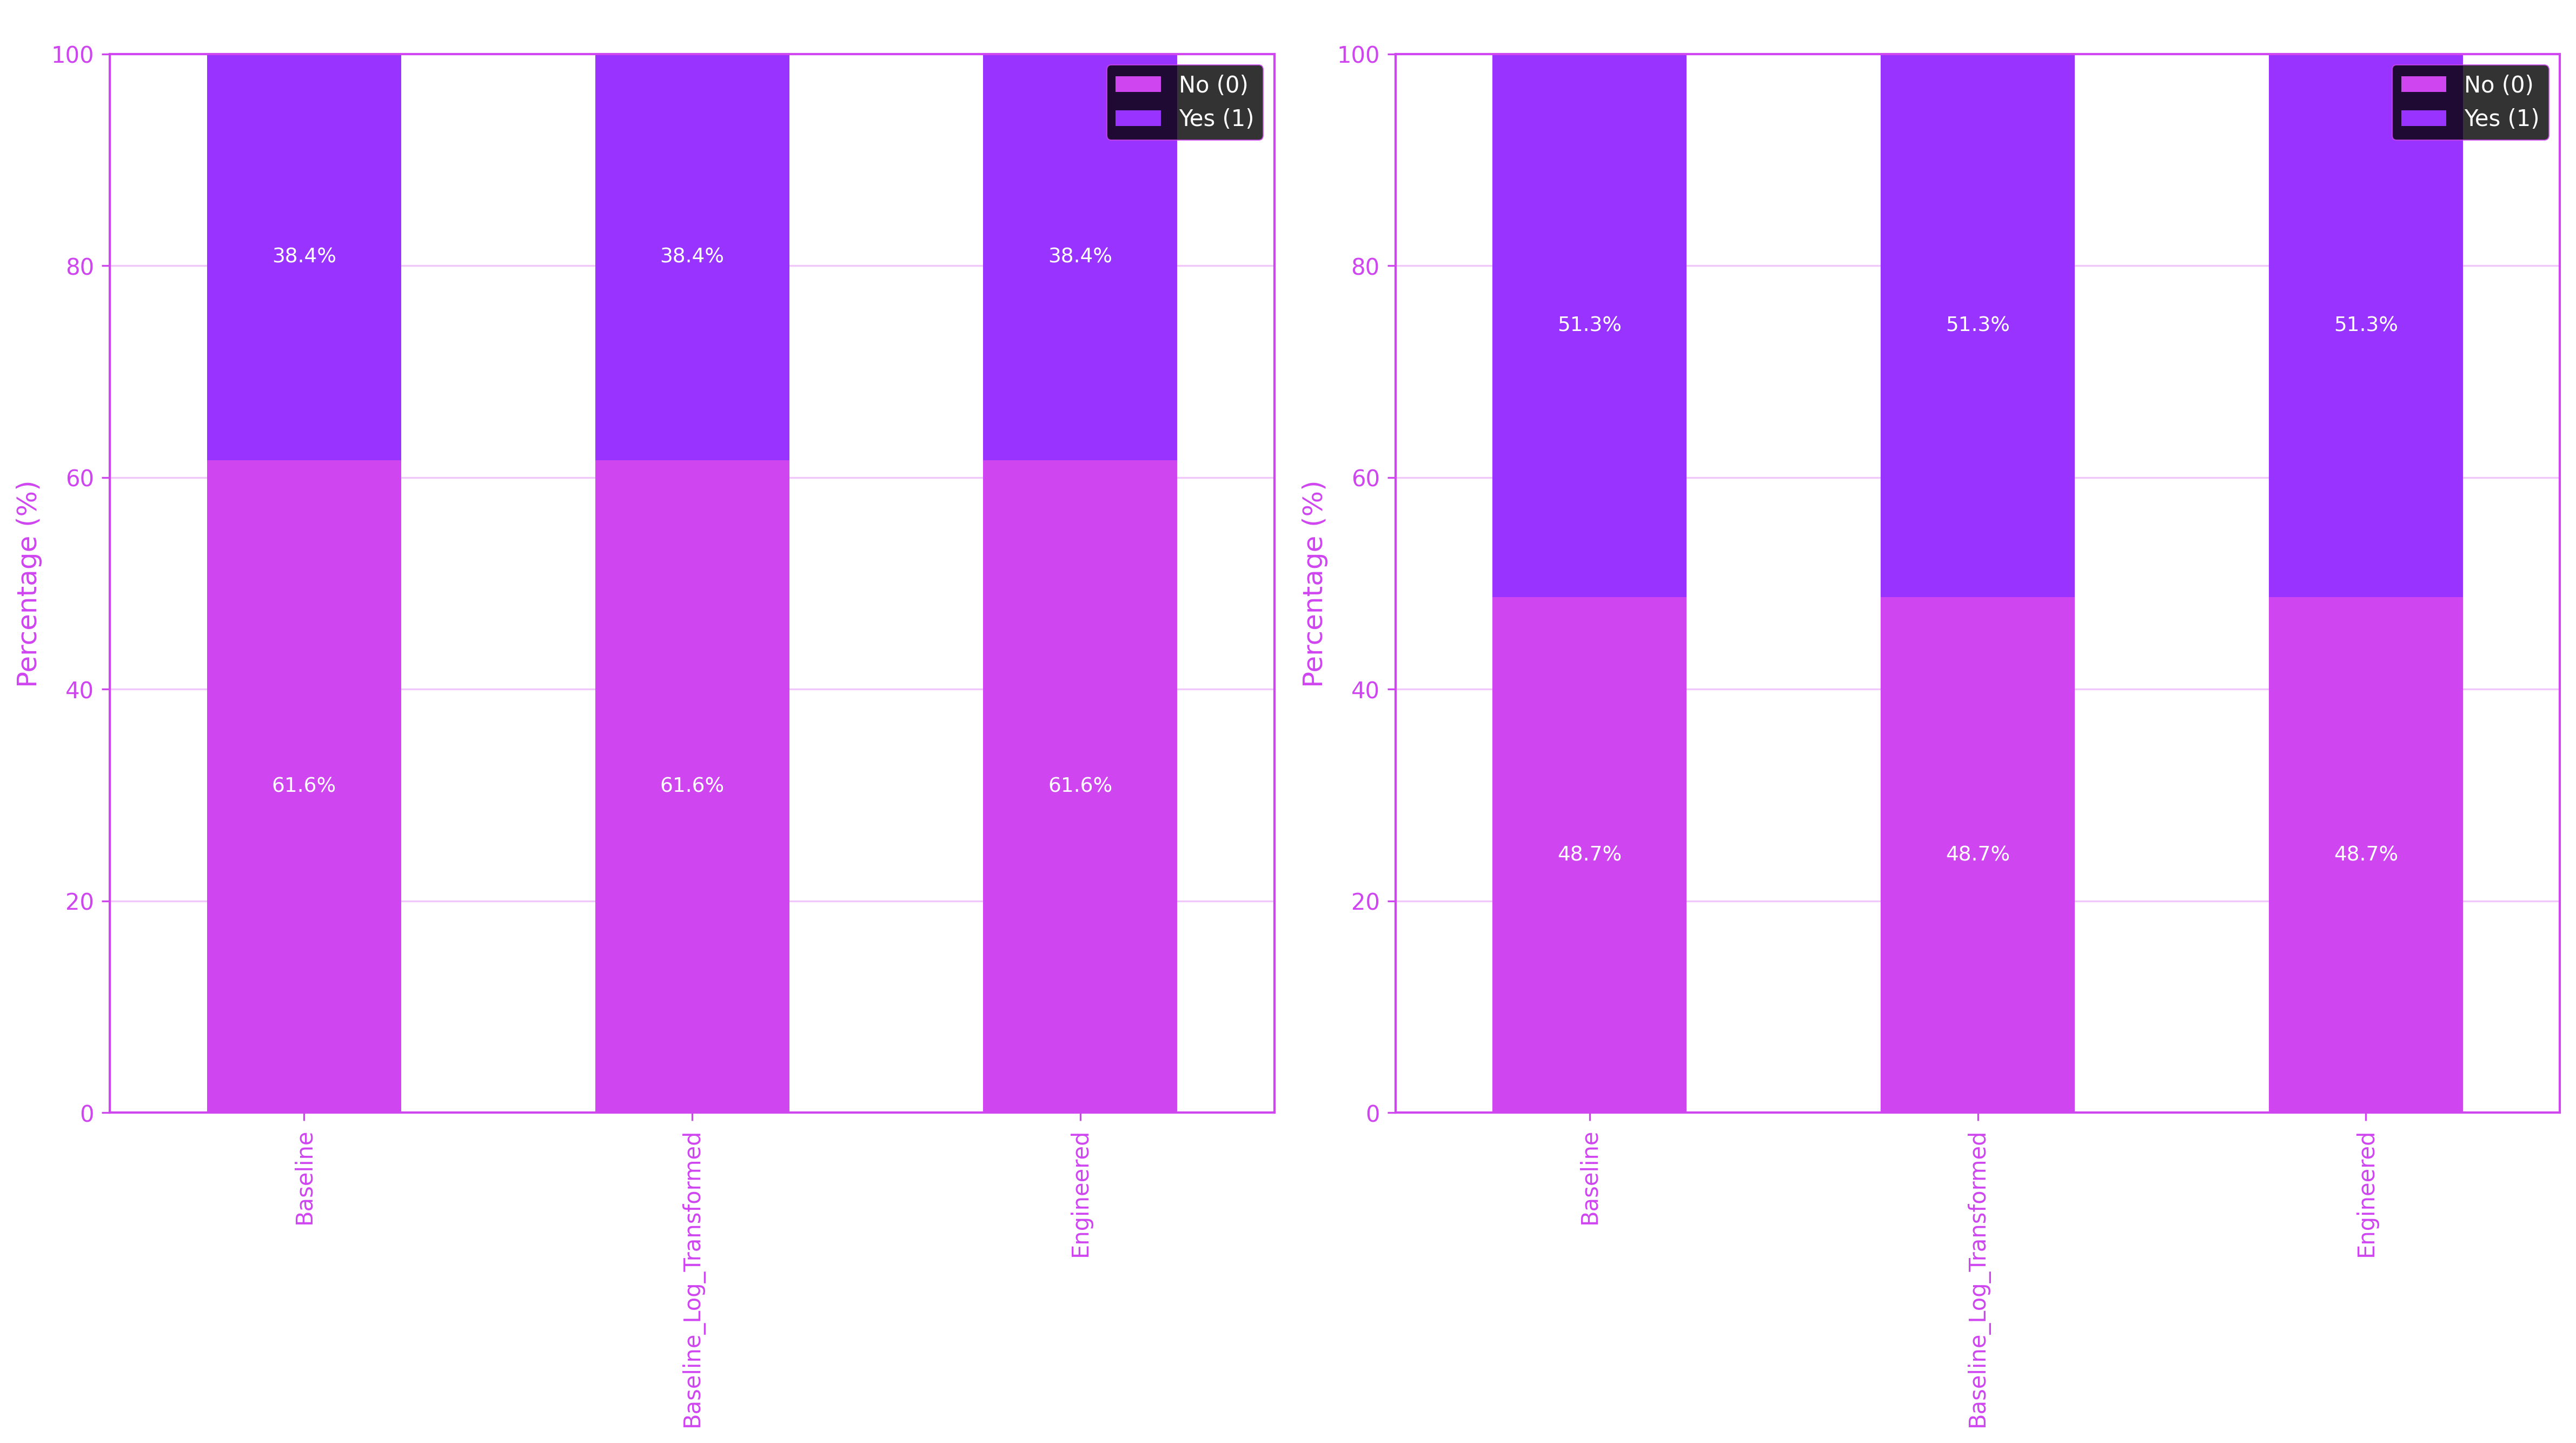 Percentage (%)
100
80
60
40
20
0
No (0)
Yes (1)
38.4%
38.4%
38.4%
61.6%
61.6%
61.6%
Baseline
Baseline_Log_Transformed
Engineered
Percentage (%)
100
80
60
40
20
0
No (0)
Yes (1)
51.3%
51.3%
51.3%
48.7%
48.7%
48.7%
Baseline
Baseline_Log_Transformed
Engineered